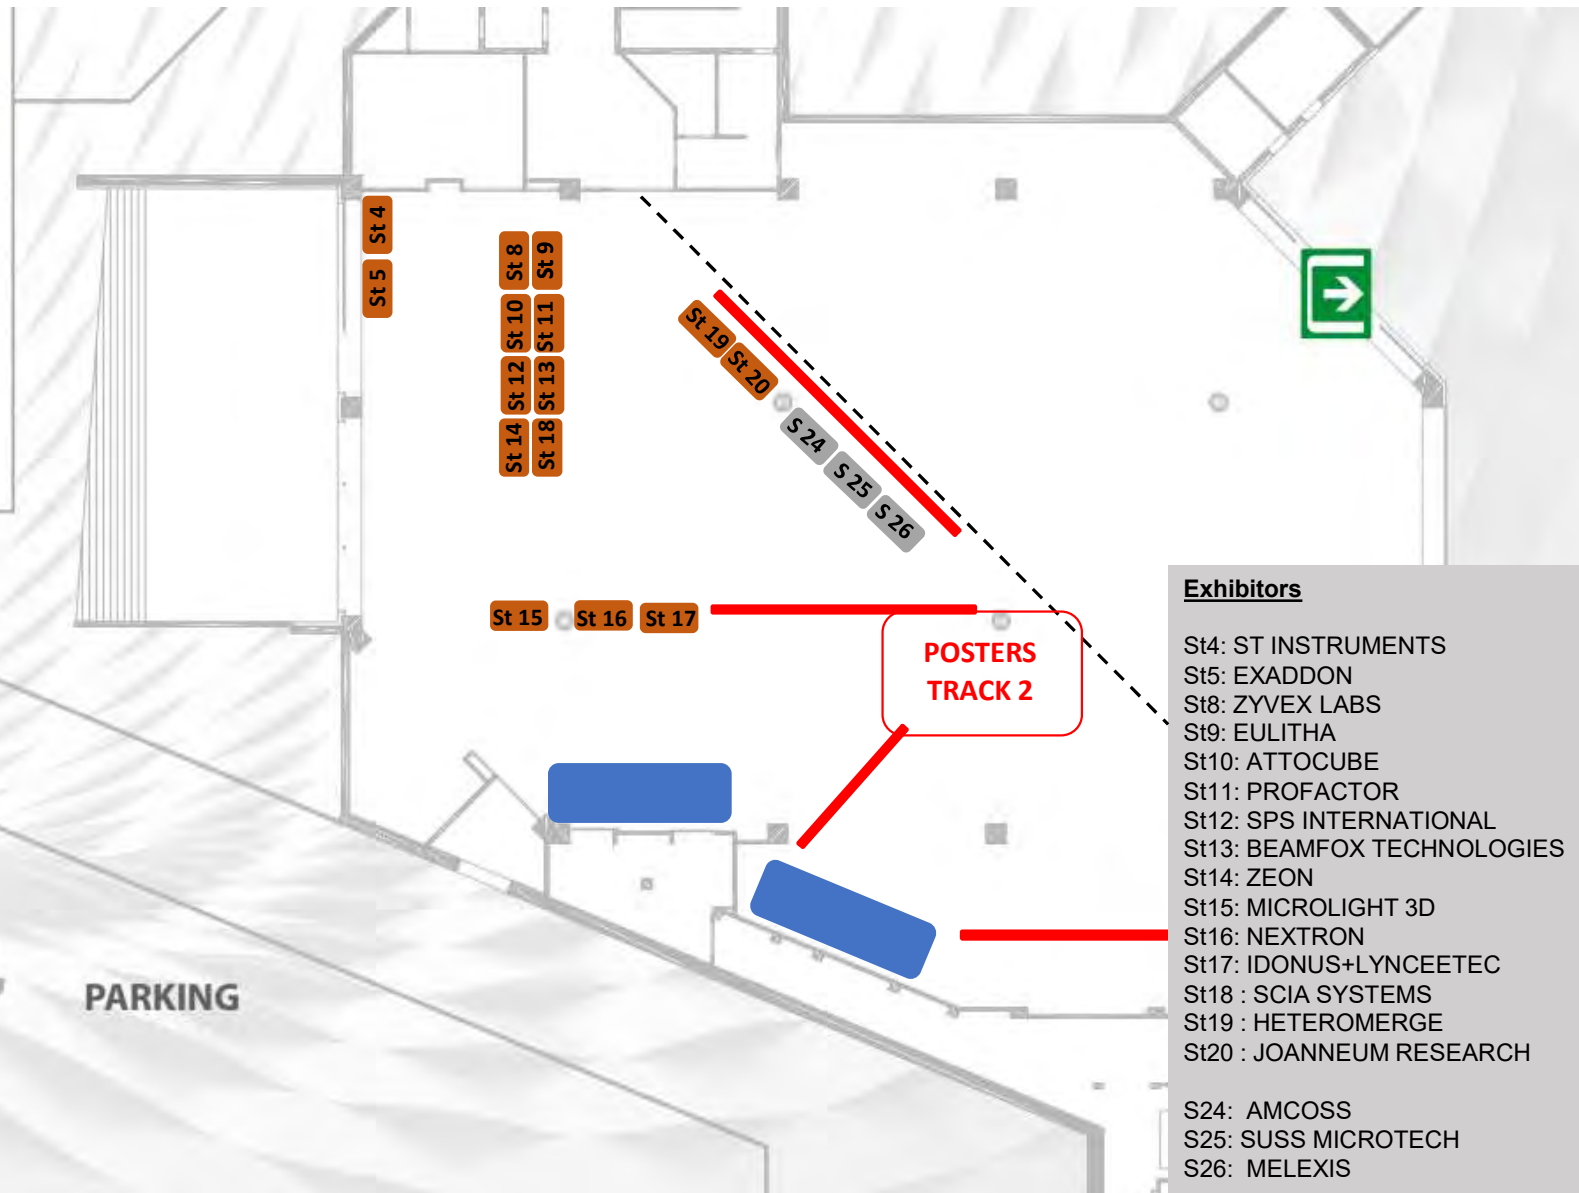 St 4
St 5
St 8
St 9
St 10
St 11
St 12
St 13
St 14
St 18
St 19
St 20
S 24
S 25
S 26
St 15
St 16
St 17
POSTERS
TRACK 2
PARKING
Exhibitors
St4: ST INSTRUMENTS
St5: EXADDON
St8: ZYVEX LABS
St9: EULITHA
St10: ATTOCUBE
St11: PROFACTOR
St12: SPS INTERNATIONAL
St13: BEAMFOX TECHNOLOGIES
St14: ZEON
St15: MICROLIGHT 3D
St16: NEXTRON
St17: IDONUS+LYNCEETEC
St18 : SCIA SYSTEMS
St19 : HETEROMERGE
St20 : JOANNEUM RESEARCH
S24:  AMCOSS
S25: SUSS MICROTECH
S26:  MELEXIS